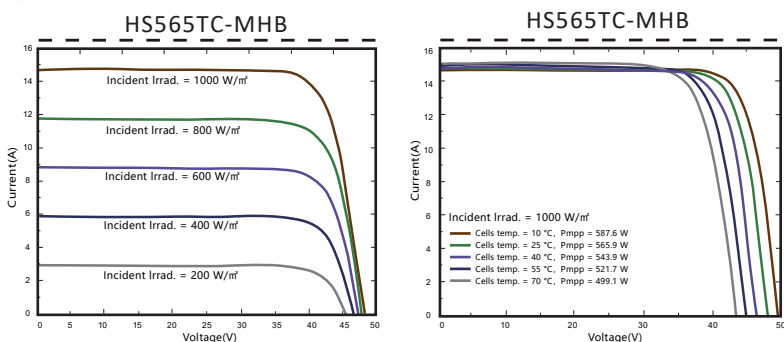 HS565TC-MHB
16
14
12
10
8
6
4
2
0
Current(A)
Incident Irrad. = 1000 W/㎡
Incident Irrad. = 800 W/㎡
Incident Irrad. = 600 W/㎡
Incident Irrad. = 400 W/㎡
Incident Irrad. = 200 W/㎡
0 5 10 15 20 25 30 35 40 45 50
Voltage(V)
HS565TC-MHB
16
14
12
14
8
6
4
2
0
Current(A)
Incident Irrad. = 1000 W/㎡
Cells temp. = 10 °C, Pmpp = 587.6 W
Cells temp. = 25 °C, Pmpp = 565.9 W
Cells temp. = 40 °C, Pmpp = 543.9 W
Cells temp. = 55 °C, Pmpp = 521.7 W
Cells temp. = 70 °C, Pmpp = 499.1 W
0 10 20 30 40 50
Voltage(V)